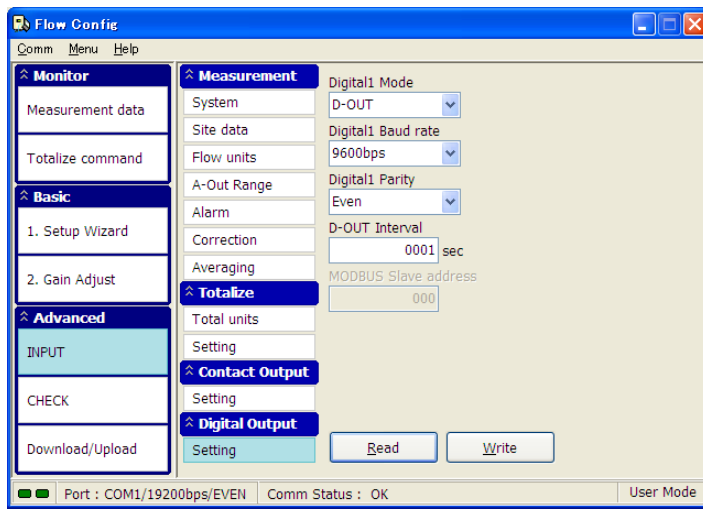 Flow Config
Comm Menu Help
Monitor
Measurement data
Totalize command
Basic
1. Setup Wizard
2. Gain Adjust
Advanced
INPUT
CHECK
Download/Upload
Measurement
System
Site data
Flow units
A-Out Range
Alarm
Correction
Averaging
Totalize
Total units
Setting
Contact Output
Setting
Digital Output
Setting
Digital1 Mode
D-OUT
Digital1 Baud rate
9600bps
Digital1 Parity
Even
D-OUT Interval
0001 sec
MODBUS Slave address
000
Read Write
Port : COM1/19200bps/EVEN Comm Status : OK User Mode